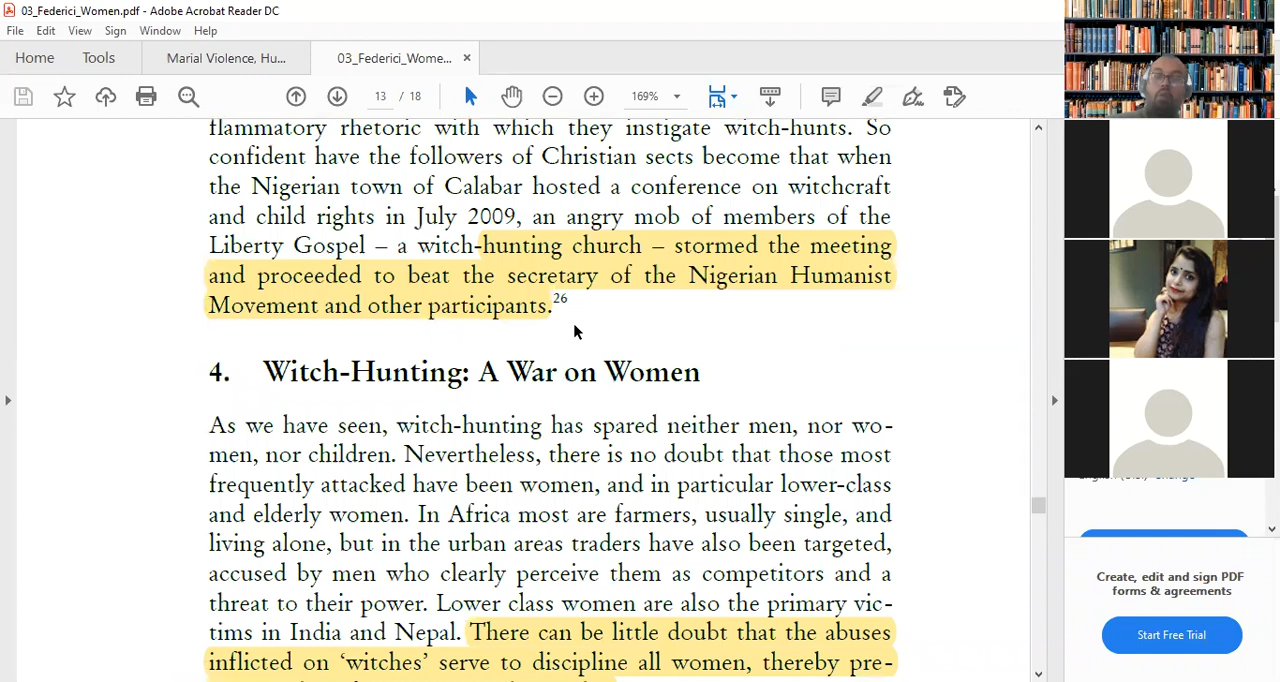 03_Federici_Women.pdf - Adobe Acrobat Reader DC
File Edit View Sign Window Help
Home Tools Marial Violence, Hu... 03_Federici_Wome... ×
13 / 18 169%
flammatory rhetoric with which they instigate witch-hunts. So
confident have the followers of Christian sects become that when
the Nigerian town of Calabar hosted a conference on witchcraft
and child rights in July 2009, an angry mob of members of the
Liberty Gospel – a witch-hunting church – stormed the meeting
and proceeded to beat the secretary of the Nigerian Humanist
Movement and other participants.26
4. Witch-Hunting: A War on Women
As we have seen, witch-hunting has spared neither men, nor wo-
men, nor children. Nevertheless, there is no doubt that those most
frequently attacked have been women, and in particular lower-class
and elderly women. In Africa most are farmers, usually single, and
living alone, but in the urban areas traders have also been targeted,
accused by men who clearly perceive them as competitors and a
threat to their power. Lower class women are also the primary vic-
tims in India and Nepal. There can be little doubt that the abuses
inflicted on ‘witches’ serve to discipline all women, thereby pre-
Create, edit and sign PDF
forms & agreements
Start Free Trial